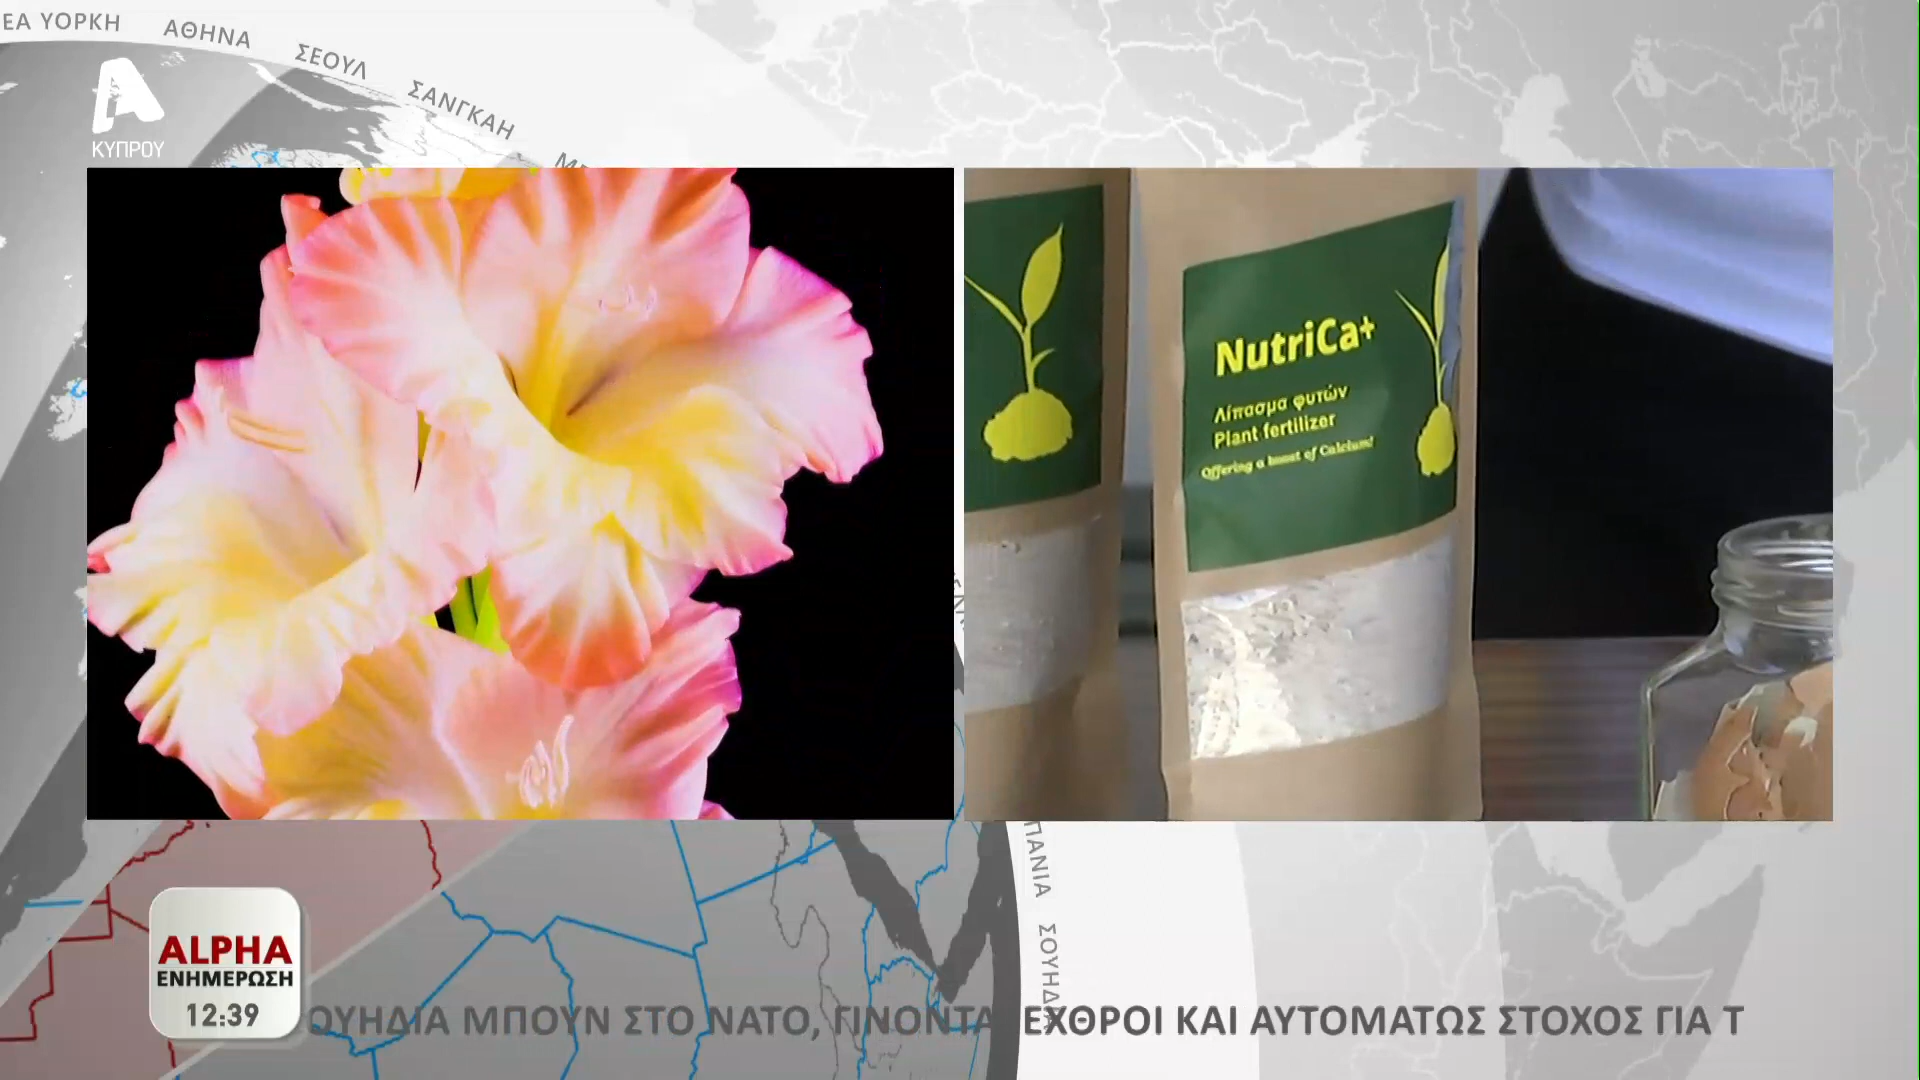 ΕΑ ΥΟΡΚΗ ΑΘΗΝΑ ΣΕΟΥΛ ΣΑΝΓΚΑΗ
ΚΥΠΡΟΥ
NutriCa+
Λίπασμα φυτών
Plant fertilizer
Offering a boost of Calcium!
ΠΑΝΙΑ ΣΟΥΗΔ
ALPHA
ΕΝΗΜΕΡΩΣΗ
12:39
ΟΥΗΔΙΑ ΜΠΟΥΝ ΣΤΟ ΝΑΤΟ, ΓΙΝΟΝΤΑ ΕΧΘΡΟΙ ΚΑΙ ΑΥΤΟΜΑΤΩΣ ΣΤΟΧΟΣ ΓΙΑ Τ